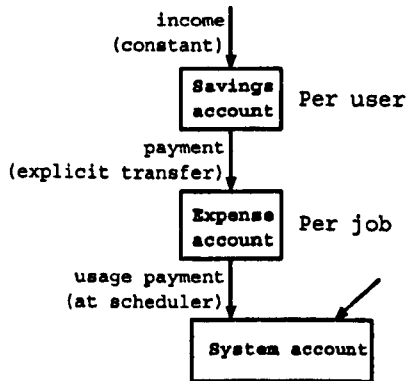 income
(constant)
Savings
account
Per user
payment
(explicit transfer)
Expense
account
Per job
usage payment
(at scheduler)
System account